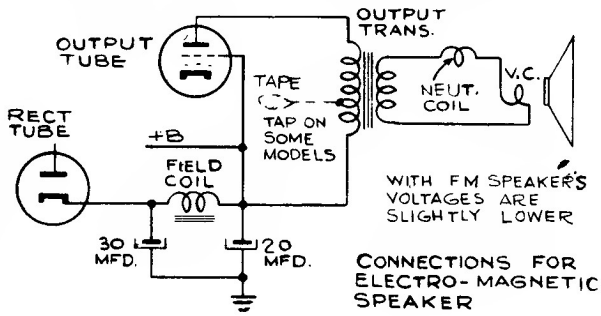 OUTPUT
TRANS.
OUTPUT
TUBE
TAPE
TAP ON
SOME
MODELS
NEUT.
COIL
V.C.
RECT
TUBE
+B
FIELD
COIL
WITH FM SPEAKER'S
VOLTAGES ARE
SLIGHTLY LOWER
30
MFD.
20
MFD.
CONNECTIONS FOR
ELECTRO-MAGNETIC
SPEAKER